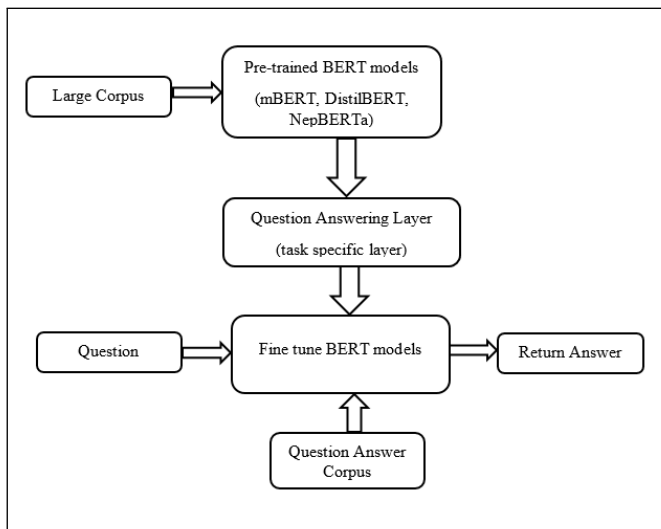 Pre-trained BERT models
(mBERT, DistilBERT,
NepBERTa)
Large Corpus
Question Answering Layer
(task specific layer)
Question
Fine tune BERT models
Return Answer
Question Answer
Corpus